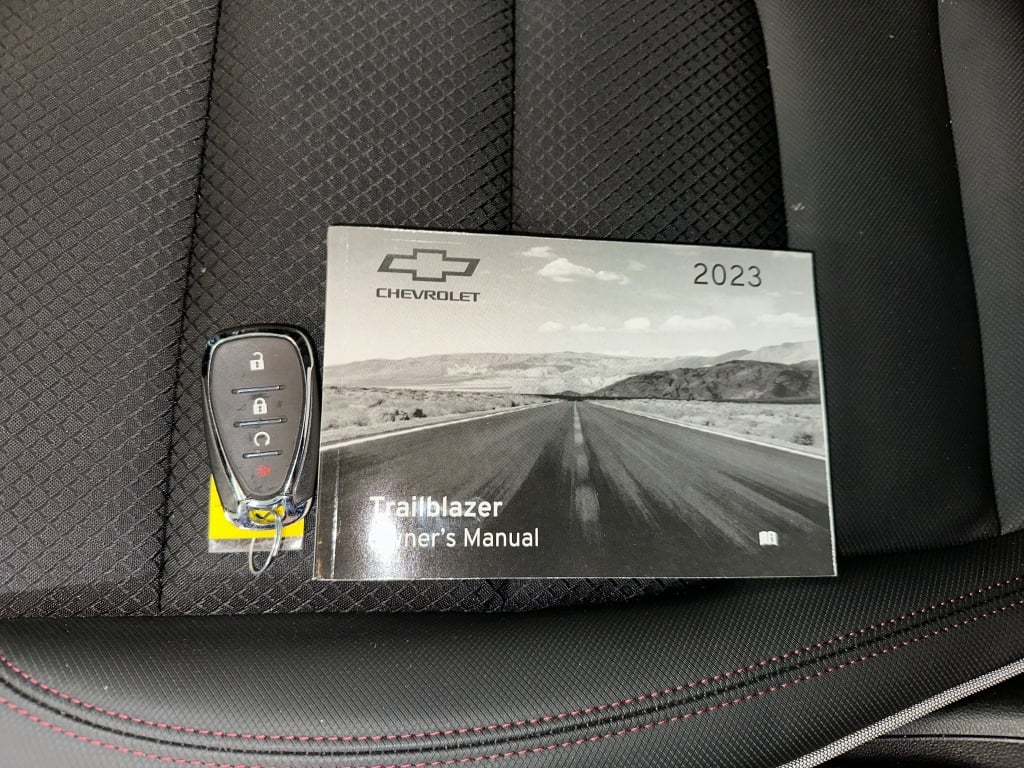 CHEVROLET
2023
Trailblazer
Owner's Manual